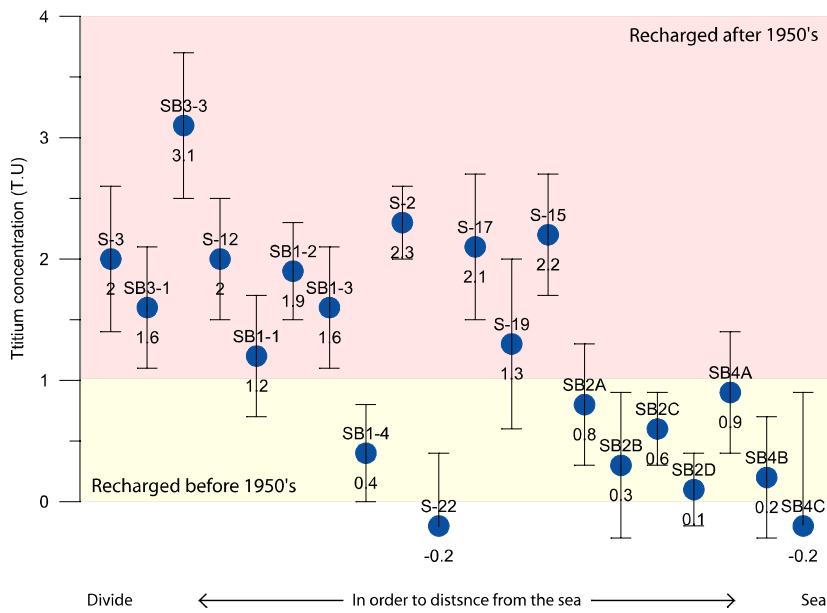 4
Recharged after 1950's
SB3-3
3.1
3
S-2
2.3
S-15
2.2
S-17
2.1
S-3
2
S-12
2
SB1-2
1.9
2
SB3-1
1.6
SB1-3
1.6
S-19
1.3
SB1-1
1.2
Ttitium concentration (T.U)
1
SB4A
0.9
SB2A
0.8
SB2C
0.6
SB1-4
0.4
SB2B
0.3
SB4B
0.2
SB2D
0.1
Recharged before 1950's
0
S-22
-0.2
SB4C
-0.2
Divide
In order to distsnce from the sea
Sea